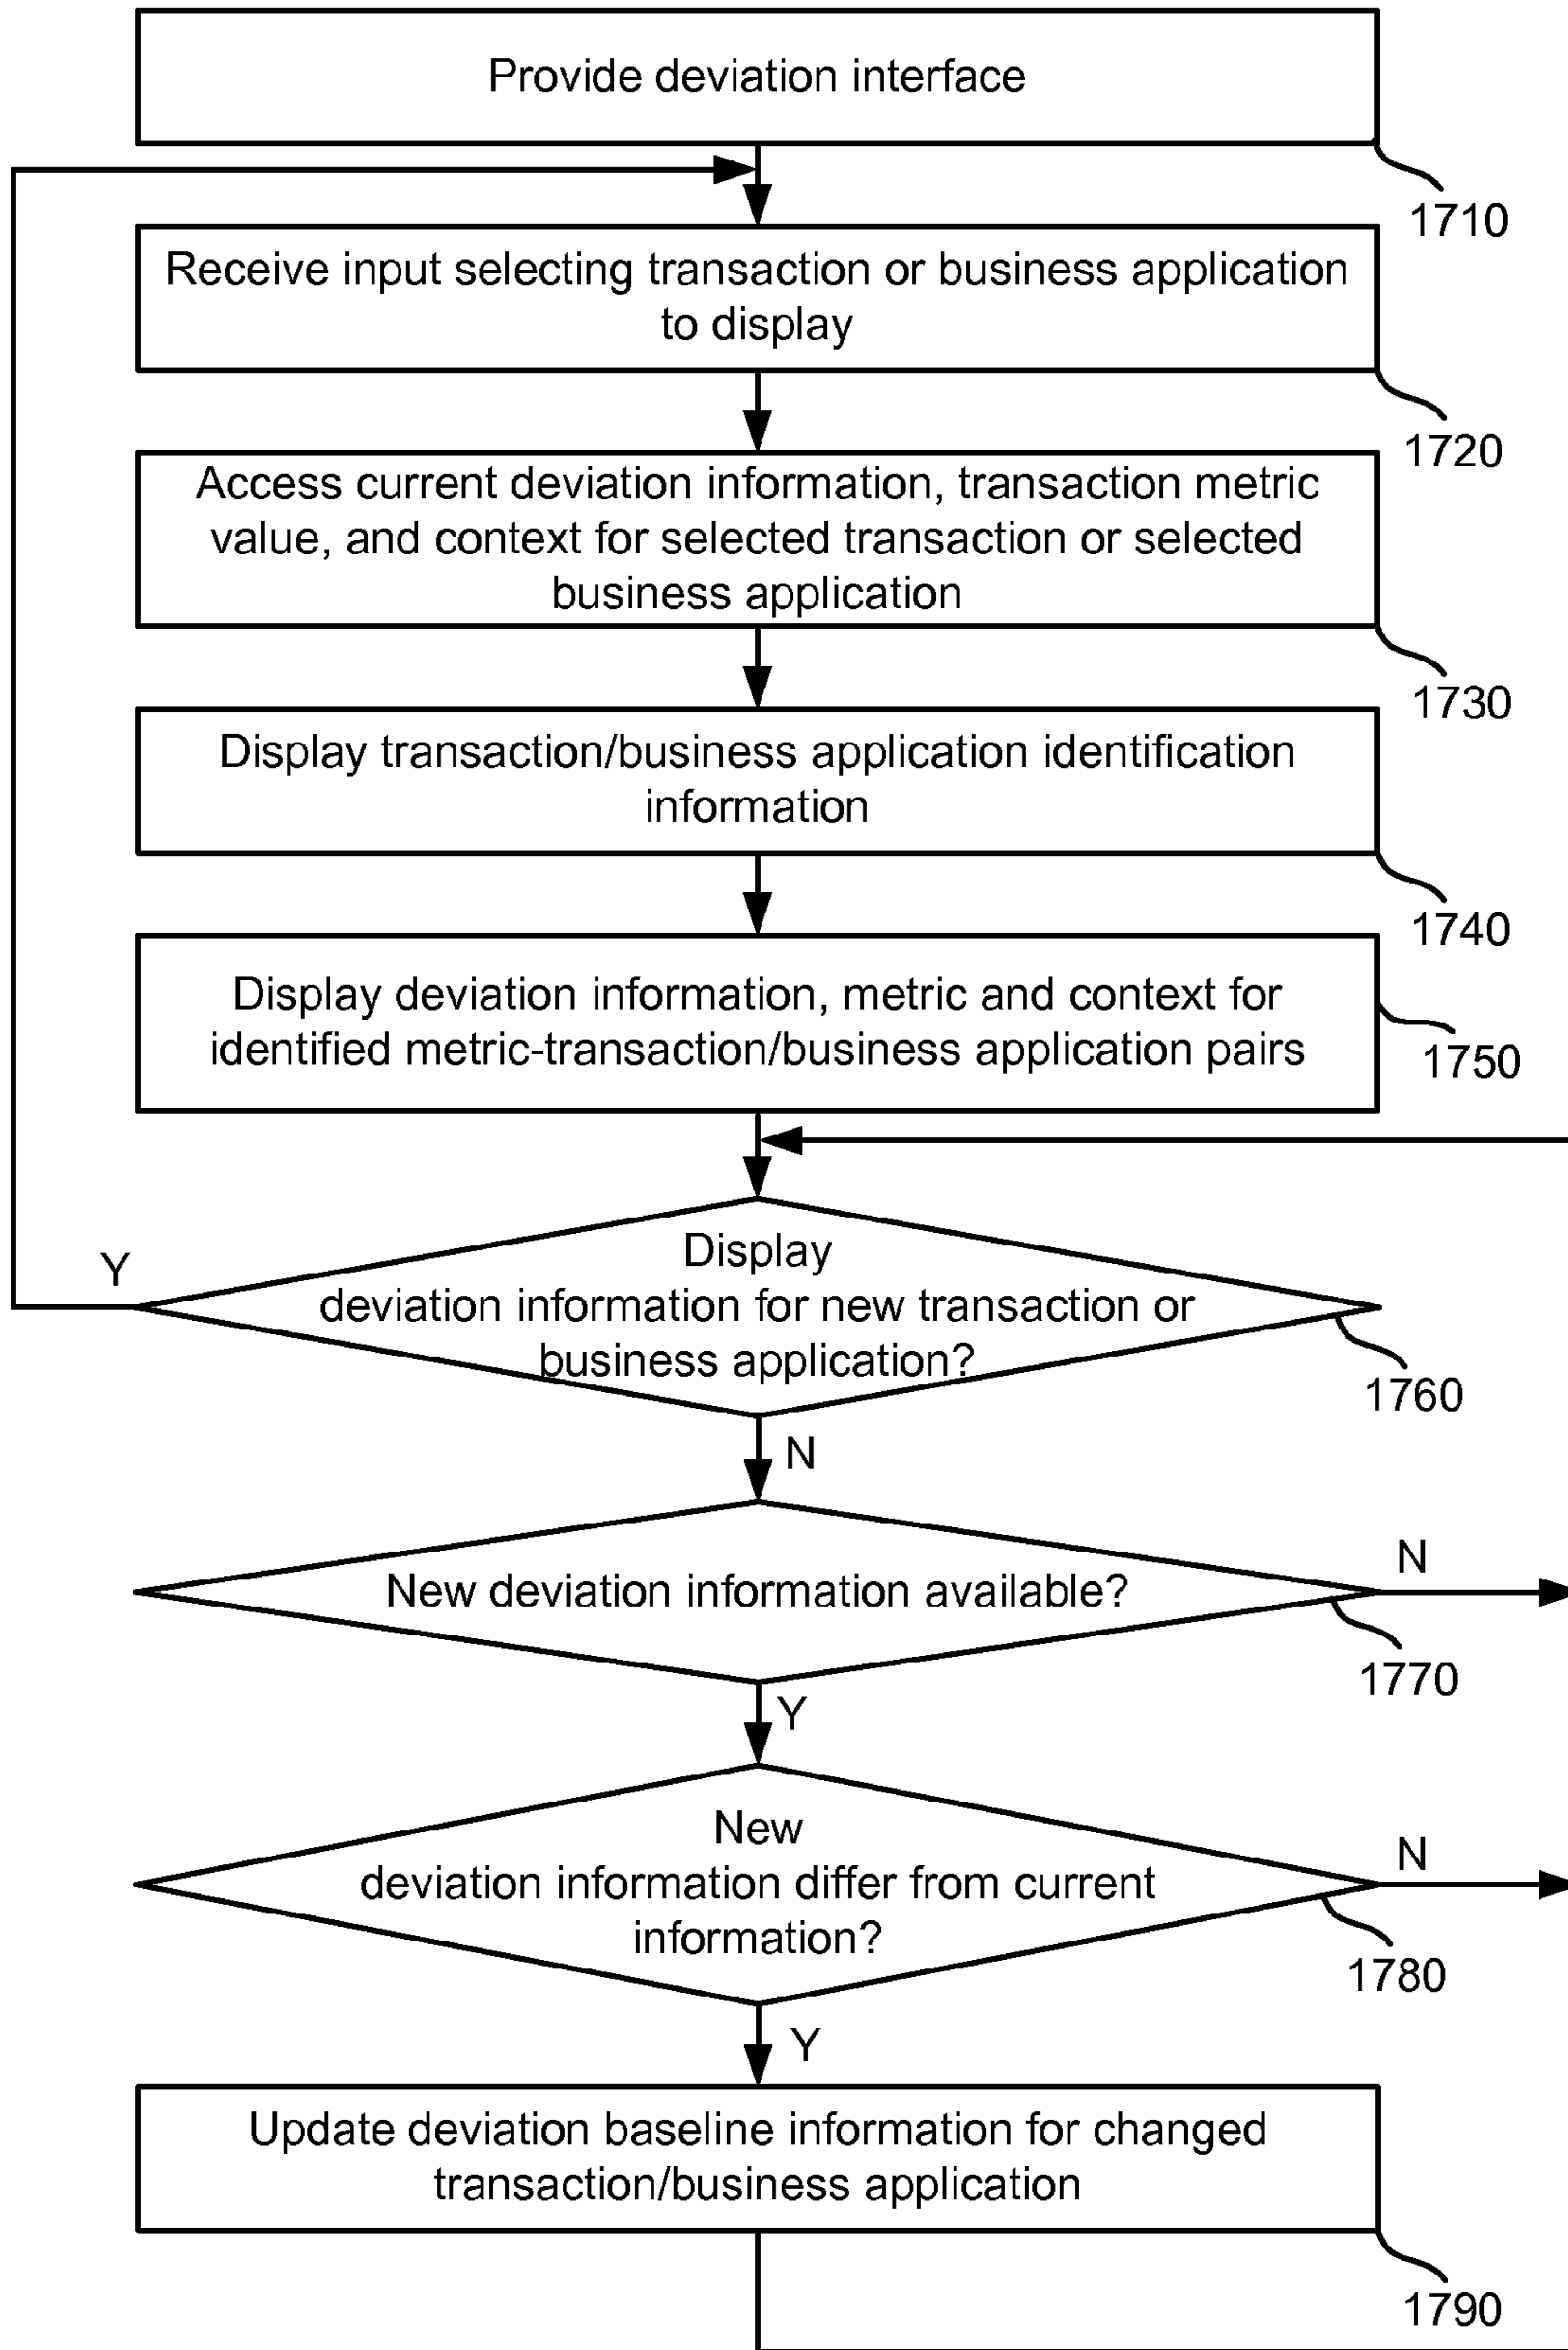 Provide deviation interface
1710
Receive input selecting transaction or business application
to display
1720
Access current deviation information, transaction metric
value, and context for selected transaction or selected
business application
1730
Display transaction/business application identification
information
1740
Display deviation information, metric and context for
identified metric-transaction/business application pairs
1750
Display
deviation information for new transaction or
business application?
Y
1760
N
New deviation information available?
N
1770
Y
New
deviation information differ from current
information?
N
1780
Y
Update deviation baseline information for changed
transaction/business application
1790